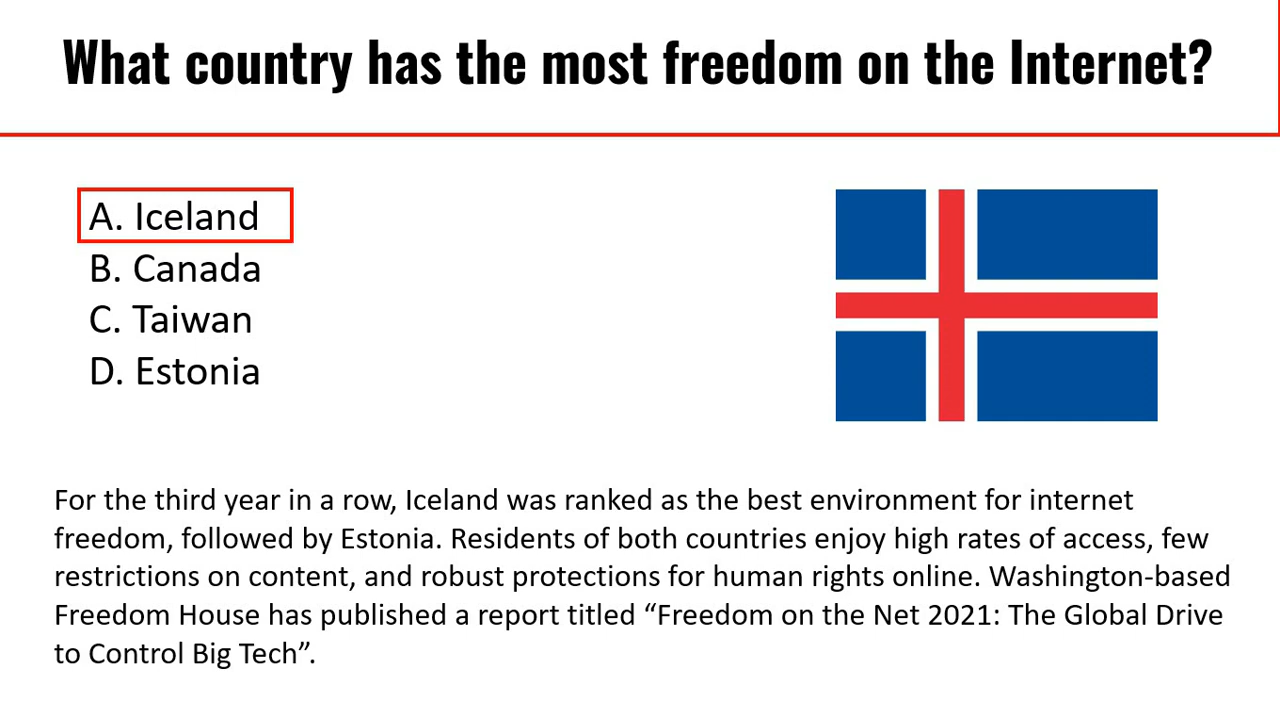 What country has the most freedom on the Internet?
A. Iceland
B. Canada
C. Taiwan
D. Estonia
For the third year in a row, Iceland was ranked as the best environment for internet
freedom, followed by Estonia. Residents of both countries enjoy high rates of access, few
restrictions on content, and robust protections for human rights online. Washington-based
Freedom House has published a report titled “Freedom on the Net 2021: The Global Drive
to Control Big Tech”.